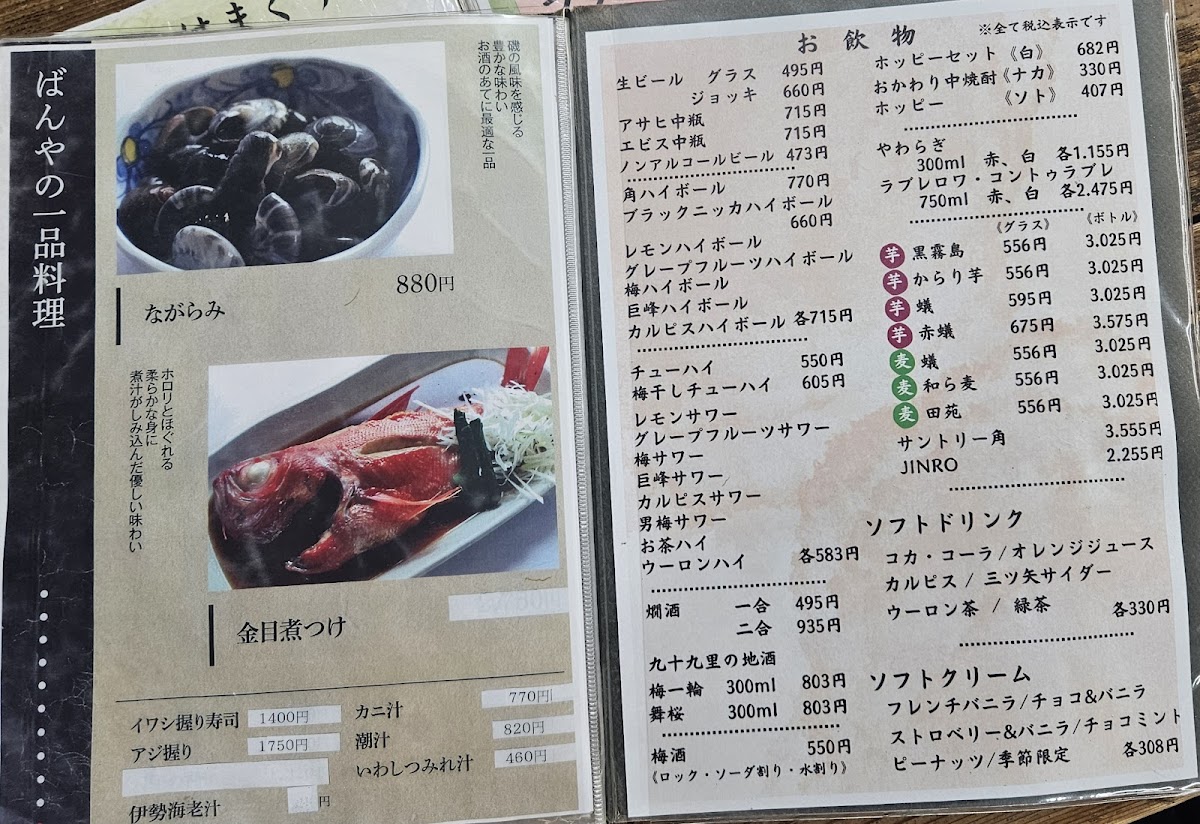 ばんやの一品料理
磯の風味を感じる
豊かな味わい
お酒のあてに最適な一品
880円
ながらみ
ホロリとほぐれる
柔らかな身に
煮汁がしみ込んだ優しい味わい
金目煮つけ
イワシ握り寿司 1400円
アジ握り 1750円
伊勢海老汁 円
カニ汁 770円
潮汁 820円
いわしつみれ汁 460円
お飲物
※全て税込表示です
生ビール グラス 495円
ジョッキ 660円
アサヒ中瓶 715円
エビス中瓶 715円
ノンアルコールビール 473円
角ハイボール 770円
ブラックニッカハイボール
660円
レモンハイボール
グレープフルーツハイボール
梅ハイボール
巨峰ハイボール
カルピスハイボール 各715円
チューハイ 550円
梅干しチューハイ 605円
レモンサワー
グレープフルーツサワー
梅サワー
巨峰サワー
カルピスサワー
男梅サワー
お茶ハイ
ウーロンハイ 各583円
燗酒 一合 495円
二合 935円
九十九里の地酒
梅一輪 300ml 803円
舞桜 300ml 803円
梅酒 550円
《ロック・ソーダ割り・水割り》
ホッピーセット《白》 682円
おかわり中焼酎《ナカ》 330円
ホッピー 《ソト》 407円
やわらぎ
300ml 赤、白 各1.155円
ラブレロワ・コントゥラブレ
750ml 赤、白 各2.475円
《グラス》 《ボトル》
芋 黒霧島 556円 3.025円
芋 からり芋 556円 3.025円
芋 蟻 595円 3.025円
芋 赤蟻 675円 3.575円
麦 蟻 556円 3.025円
麦 和ら麦 556円 3.025円
麦 田苑 556円 3.025円
サントリー角 3.555円
JINRO 2.255円
ソフトドリンク
コカ・コーラ/オレンジジュース
カルピス / 三ツ矢サイダー
ウーロン茶 / 緑茶 各330円
ソフトクリーム
フレンチバニラ/チョコ&バニラ
ストロベリー&バニラ/チョコミント
ピーナッツ/季節限定 各308円